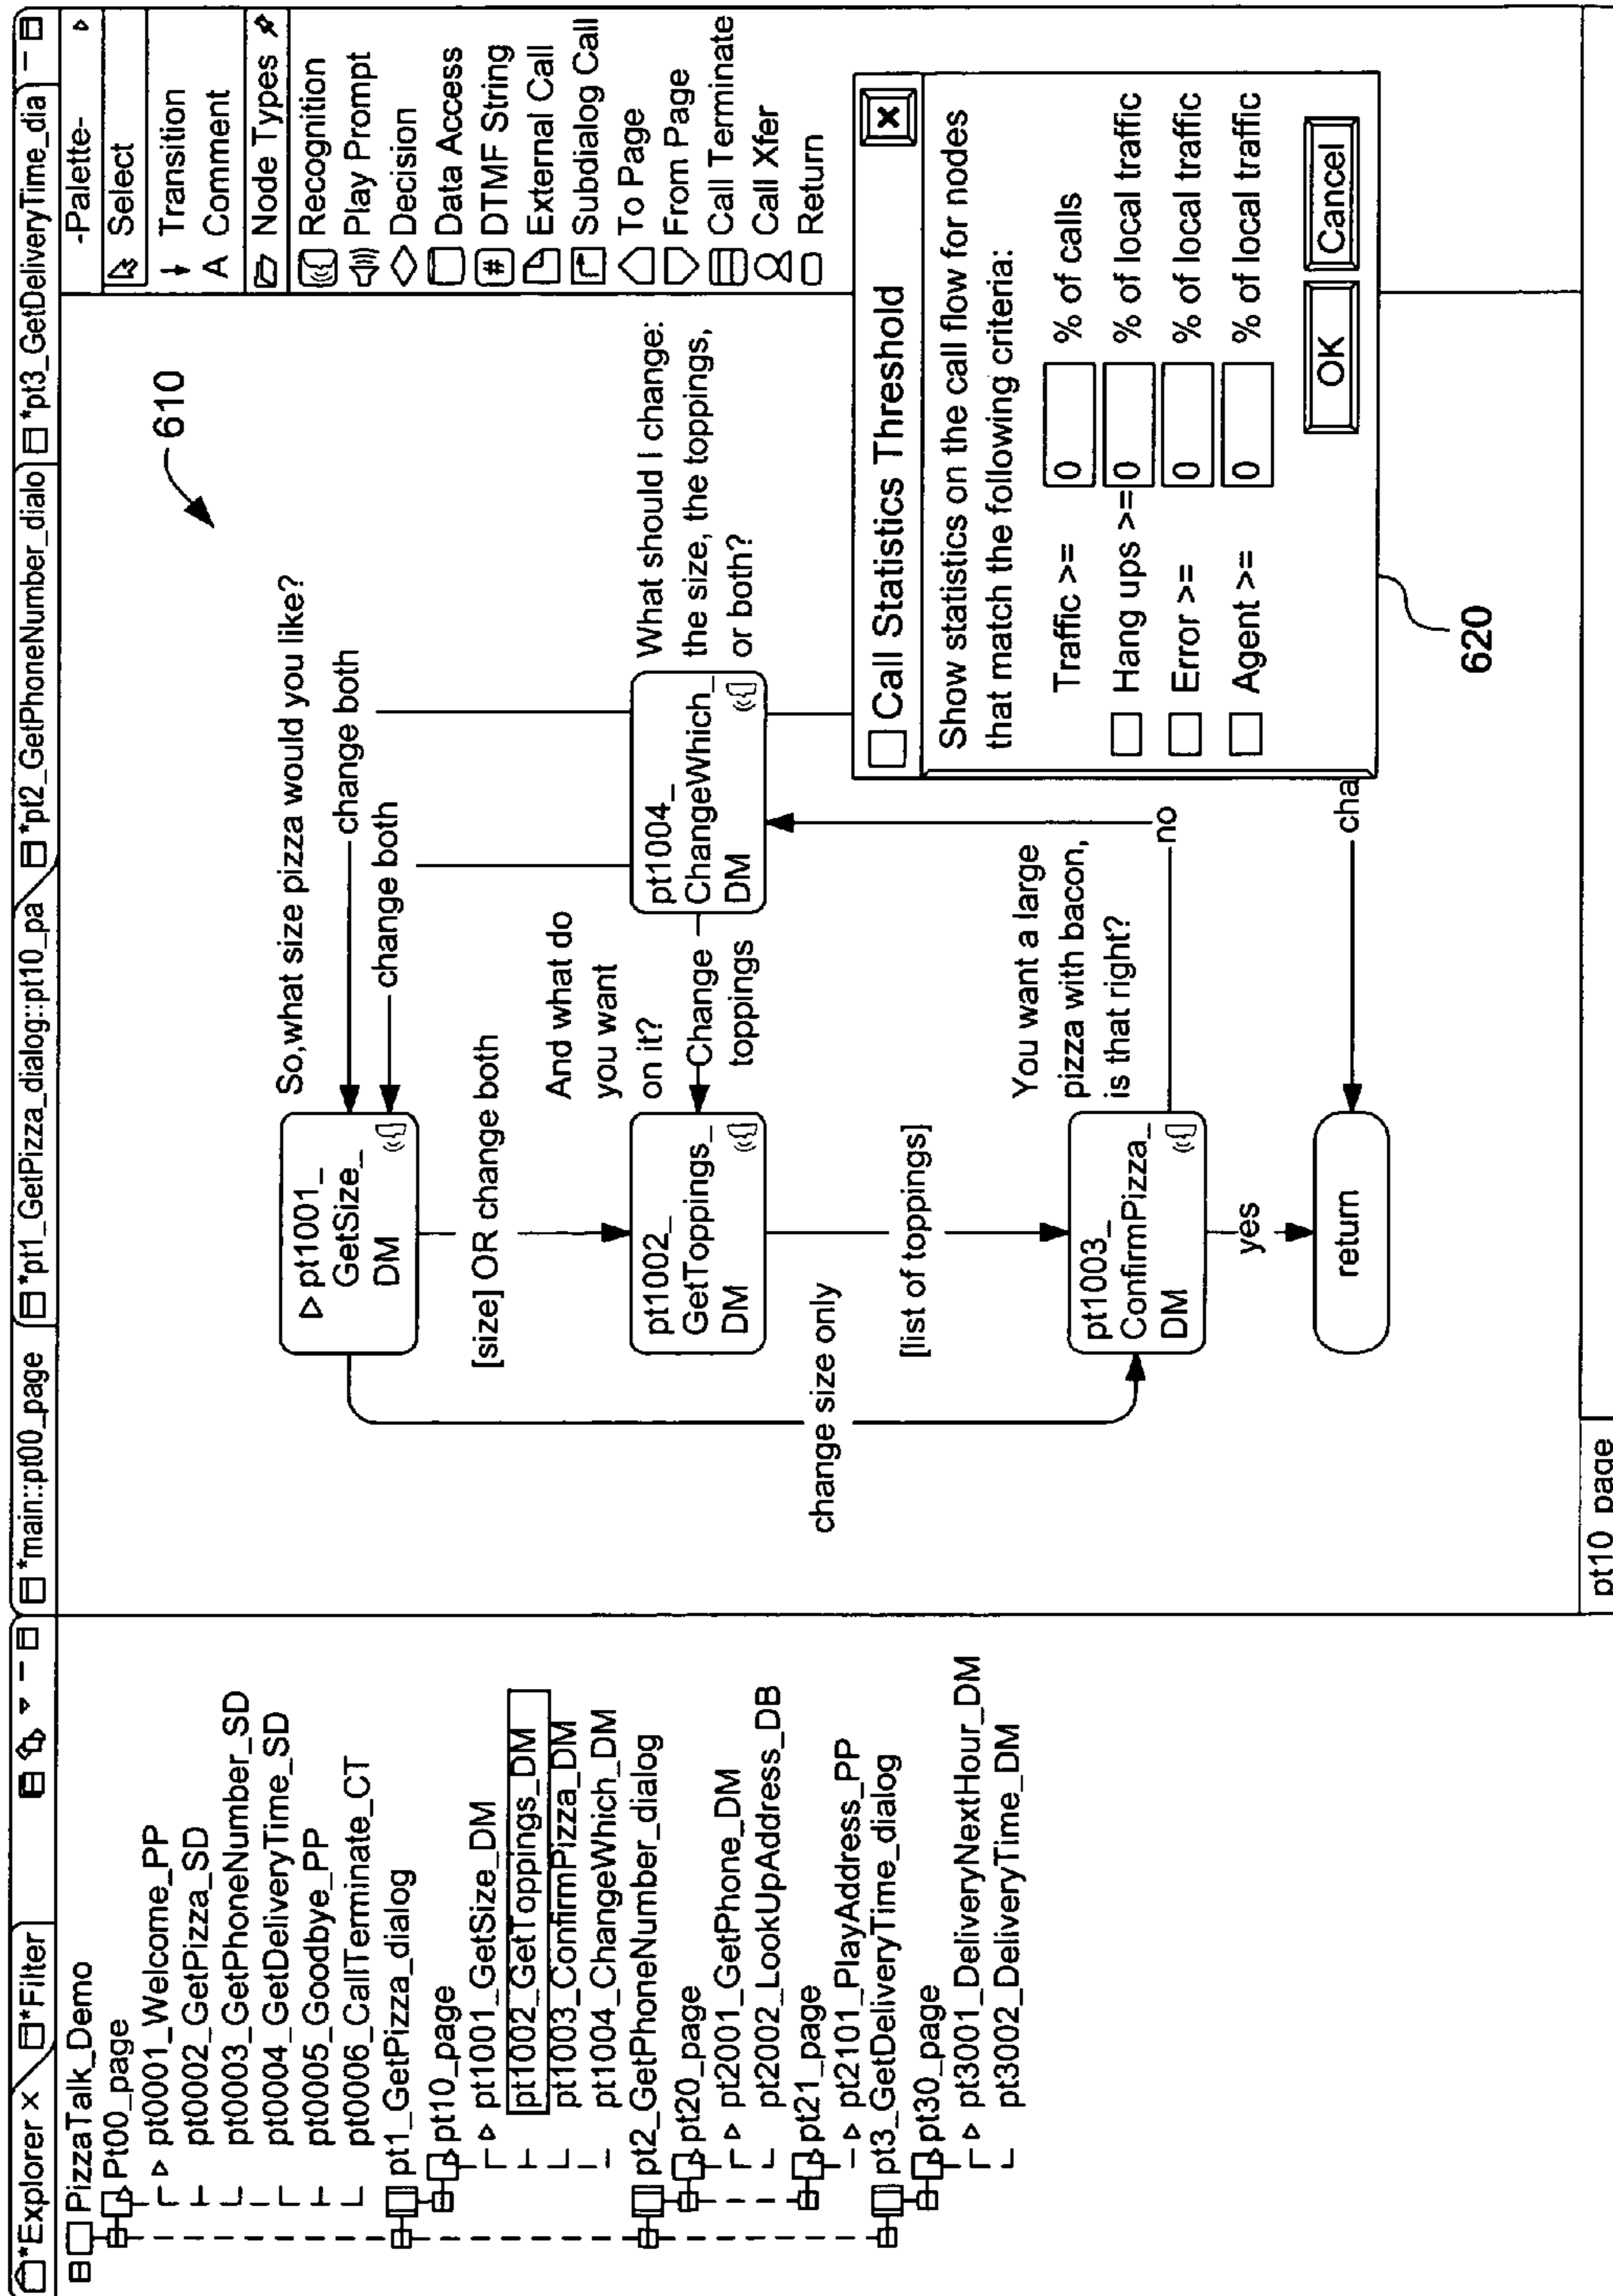 *Explorer × *Filter
PizzaTalk_Demo
Pt00_page
pt0001_Welcome_PP
pt0002_GetPizza_SD
pt0003_GetPhoneNumber_SD
pt0004_GetDeliveryTime_SD
pt0005_Goodbye_PP
pt0006_CallTerminate_CT
pt1_GetPizza_dialog
pt10_page
pt1001_GetSize_DM
pt1002_GetToppings_DM
pt1003_ConfirmPizza_DM
pt1004_ChangeWhich_DM
pt2_GetPhoneNumber_dialog
pt20_page
pt2001_GetPhone_DM
pt2002_LookUpAddress_DB
pt21_page
pt2101_PlayAddress_PP
pt3_GetDeliveryTime_dialog
pt30_page
pt3001_DeliveryNextHour_DM
pt3002_DeliveryTime_DM
*main::pt00_page *pt1_GetPizza_dialog::pt10_pa *pt2_GetPhoneNumber_dialo *pt3_GetDeliveryTime_dia
610
So,what size pizza would you like?
change both
change both
pt1001_
GetSize_
DM
[size] OR change both
And what do
you want
on it?
Change
toppings
What should I change:
the size, the toppings,
or both?
pt1004_
ChangeWhich_
DM
pt1002_
GetToppings_
DM
change size only
[list of toppings]
You want a large
pizza with bacon,
is that right?
no
pt1003_
ConfirmPizza_
DM
yes
return
cha
pt10_page
-Palette-
Select
Transition
A Comment
Node Types
Recognition
Play Prompt
Decision
Data Access
# DTMF String
External Call
Subdialog Call
To Page
From Page
Call Terminate
Call Xfer
Return
Call Statistics Threshold ×
Show statistics on the call flow for nodes
that match the following criteria:
Traffic >= 0 % of calls
Hang ups >= 0 % of local traffic
Error >= 0 % of local traffic
Agent >= 0 % of local traffic
OK Cancel
620